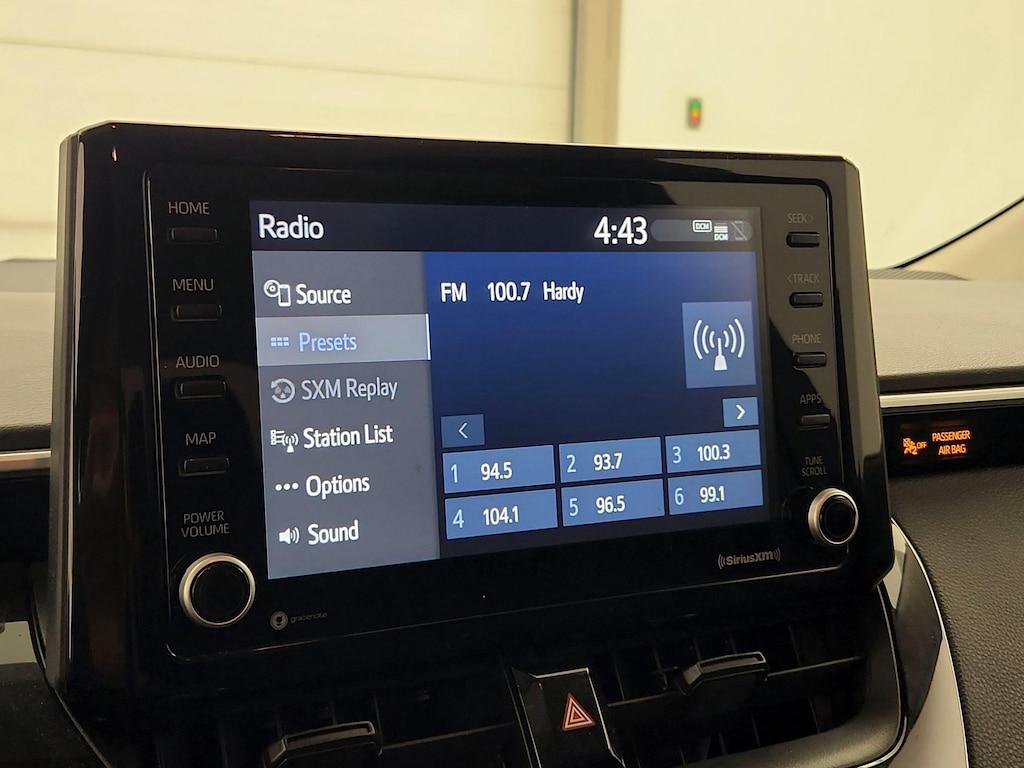 HOME
MENU
AUDIO
MAP
POWER
VOLUME
Radio
4:43
DCM
DCM
Source
Presets
SXM Replay
Station List
Options
Sound
FM 100.7 Hardy
1 94.5
2 93.7
3 100.3
4 104.1
5 96.5
6 99.1
SEEK>
<TRACK
PHONE
APPS
TUNE
SCROLL
gracenote
SiriusXM
OFF
PASSENGER
AIR BAG